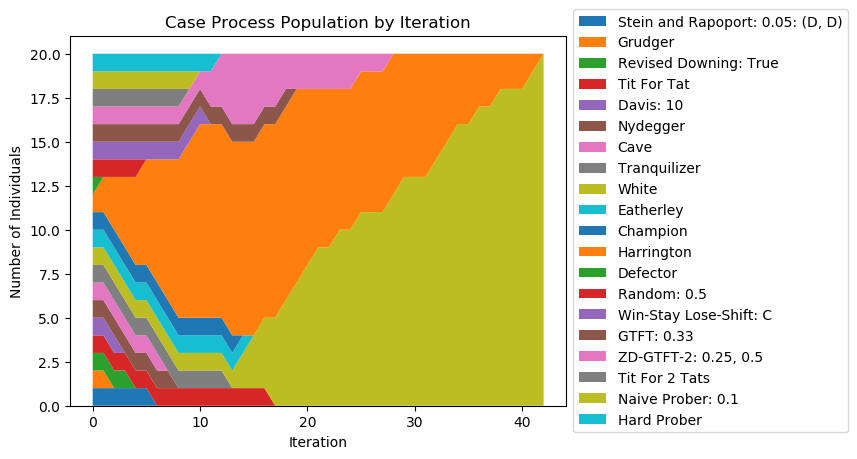 Case Process Population by Iteration
Number of Individuals
20.0
17.5
15.0
12.5
10.0
7.5
5.0
2.5
0.0
0 10 20 30 40
Iteration
Stein and Rapoport: 0.05: (D, D)
Grudger
Revised Downing: True
Tit For Tat
Davis: 10
Nydegger
Cave
Tranquilizer
White
Eatherley
Champion
Harrington
Defector
Random: 0.5
Win-Stay Lose-Shift: C
GTFT: 0.33
ZD-GTFT-2: 0.25, 0.5
Tit For 2 Tats
Naive Prober: 0.1
Hard Prober